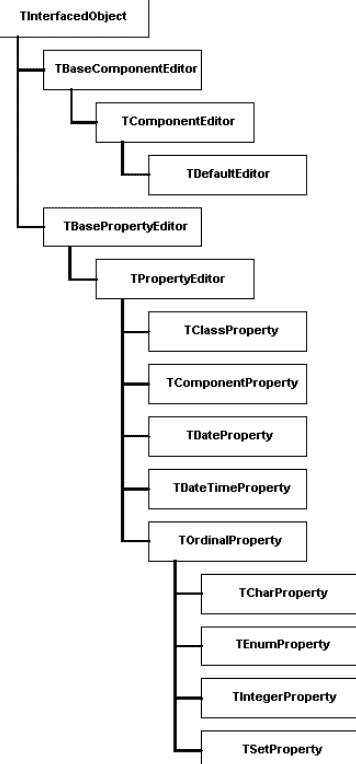 TInterfacedObject
TBaseComponentEditor
TComponentEditor
TDefaultEditor
TBasePropertyEditor
TPropertyEditor
TClassProperty
TComponentProperty
TDateProperty
TDateTimeProperty
TOrdinalProperty
TCharProperty
TEnumProperty
TIntegerProperty
TSetProperty